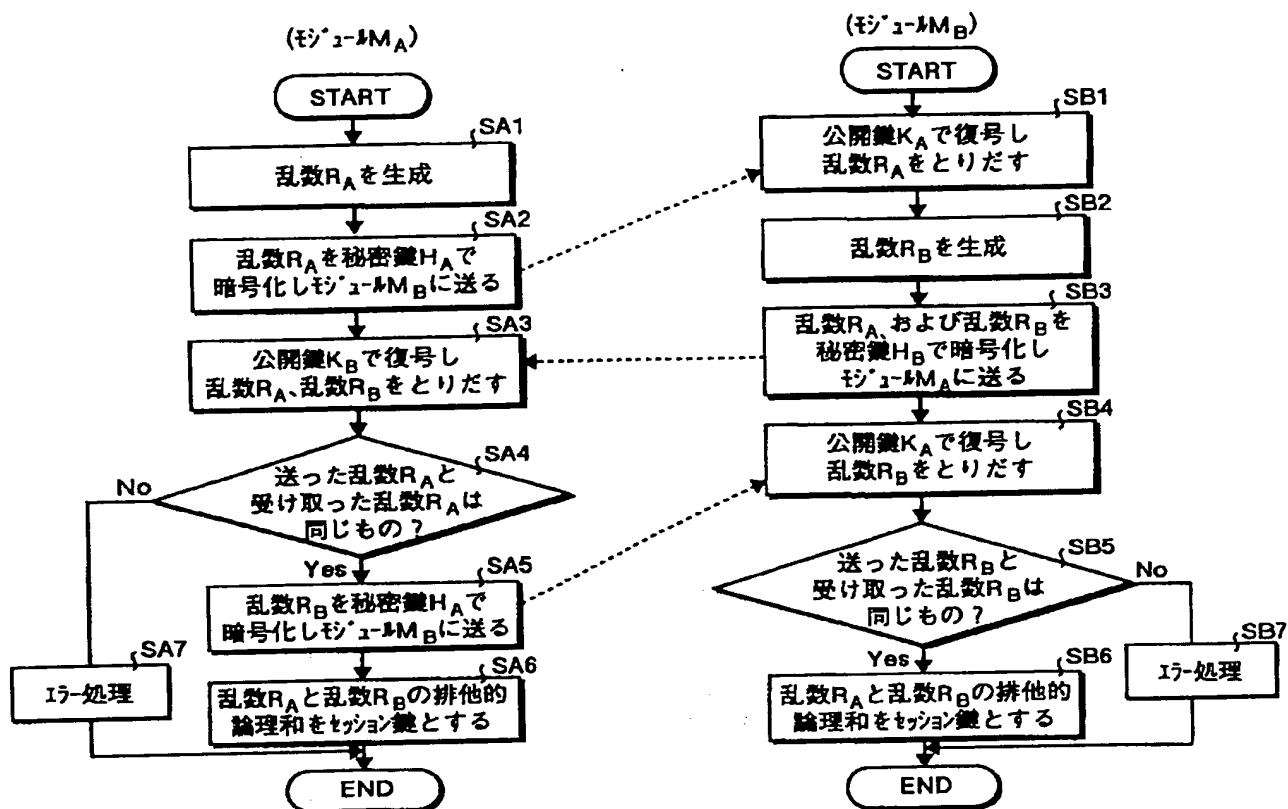 (ﾓｼﾞｭｰﾙMA)
START
SA1
乱数RAを生成
SA2
乱数RAを秘密鍵HAで
暗号化しﾓｼﾞｭｰﾙMBに送る
SA3
公開鍵KBで復号し
乱数RA､乱数RBをとりだす
SA4
送った乱数RAと
受け取った乱数RAは
同じもの?
No
Yes
SA5
乱数RBを秘密鍵HAで
暗号化しﾓｼﾞｭｰﾙMBに送る
SA7
ｴﾗｰ処理
SA6
乱数RAと乱数RBの排他的
論理和をｾｯｼｮﾝ鍵とする
END
(ﾓｼﾞｭｰﾙMB)
START
SB1
公開鍵KAで復号し
乱数RAをとりだす
SB2
乱数RBを生成
SB3
乱数RA､および乱数RBを
秘密鍵HBで暗号化し
ﾓｼﾞｭｰﾙMAに送る
SB4
公開鍵KAで復号し
乱数RBをとりだす
SB5
送った乱数RBと
受け取った乱数RBは
同じもの?
No
Yes
SB7
ｴﾗｰ処理
SB6
乱数RAと乱数RBの排他的
論理和をｾｯｼｮﾝ鍵とする
END